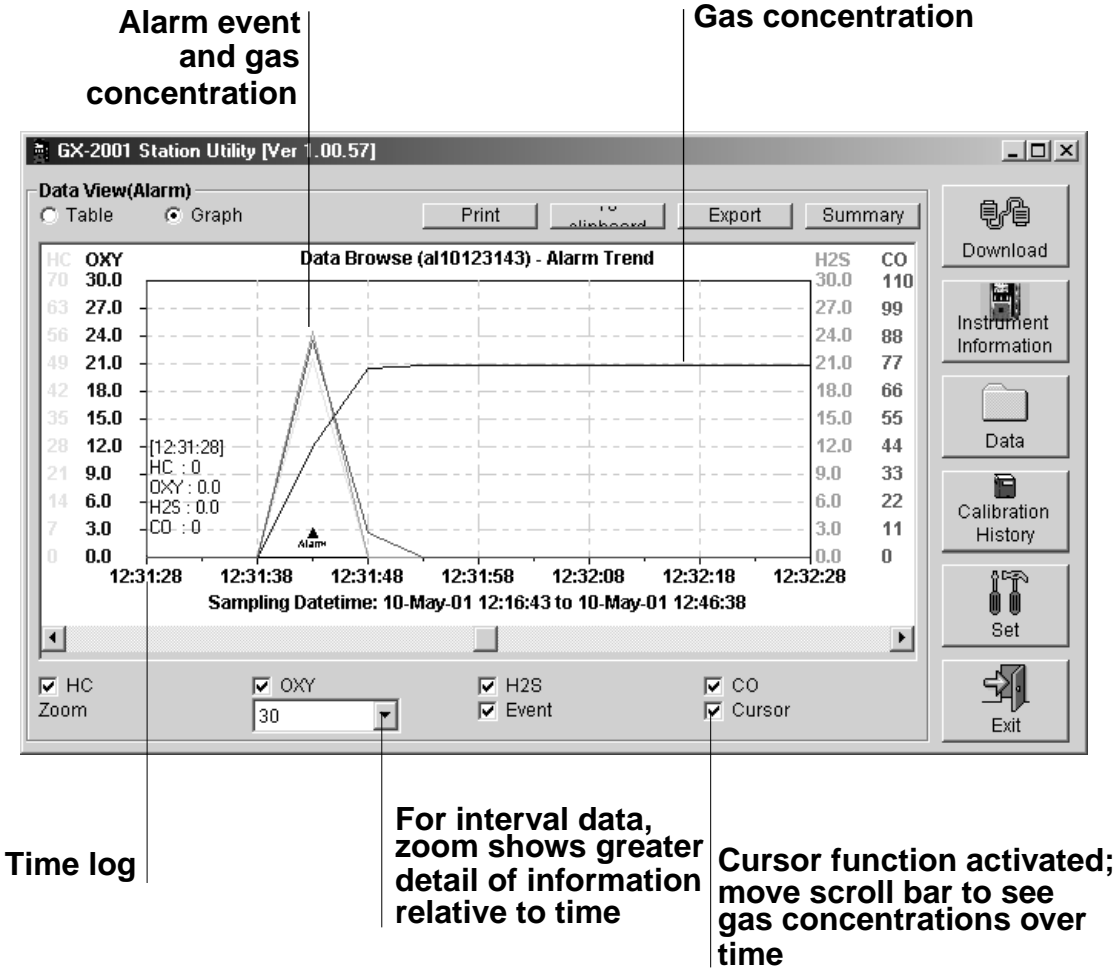 Alarm event
and gas
concentration
Gas concentration
GX-2001 Station Utility [Ver 1.00.57]
Data View(Alarm)
Table
Graph
Print
Export
Summary
HC OXY
Data Browse (al10123143) - Alarm Trend
H2S CO
70 30.0 30.0 110
63 27.0 27.0 99
56 24.0 24.0 88
49 21.0 21.0 77
42 18.0 18.0 66
35 15.0 15.0 55
28 12.0 12.0 44
21 9.0 9.0 33
14 6.0 6.0 22
7 3.0 3.0 11
0 0.0 0.0 0
[12:31:28]
HC : 0
OXY : 0.0
H2S : 0.0
CO : 0
Alarm
12:31:28 12:31:38 12:31:48 12:31:58 12:32:08 12:32:18 12:32:28
Sampling Datetime: 10-May-01 12:16:43 to 10-May-01 12:46:38
HC
OXY
H2S
CO
Zoom
30
Event
Cursor
Download
Instrument
Information
Data
Calibration
History
Set
Exit
Time log
For interval data,
zoom shows greater
detail of information
relative to time
Cursor function activated;
move scroll bar to see
gas concentrations over
time